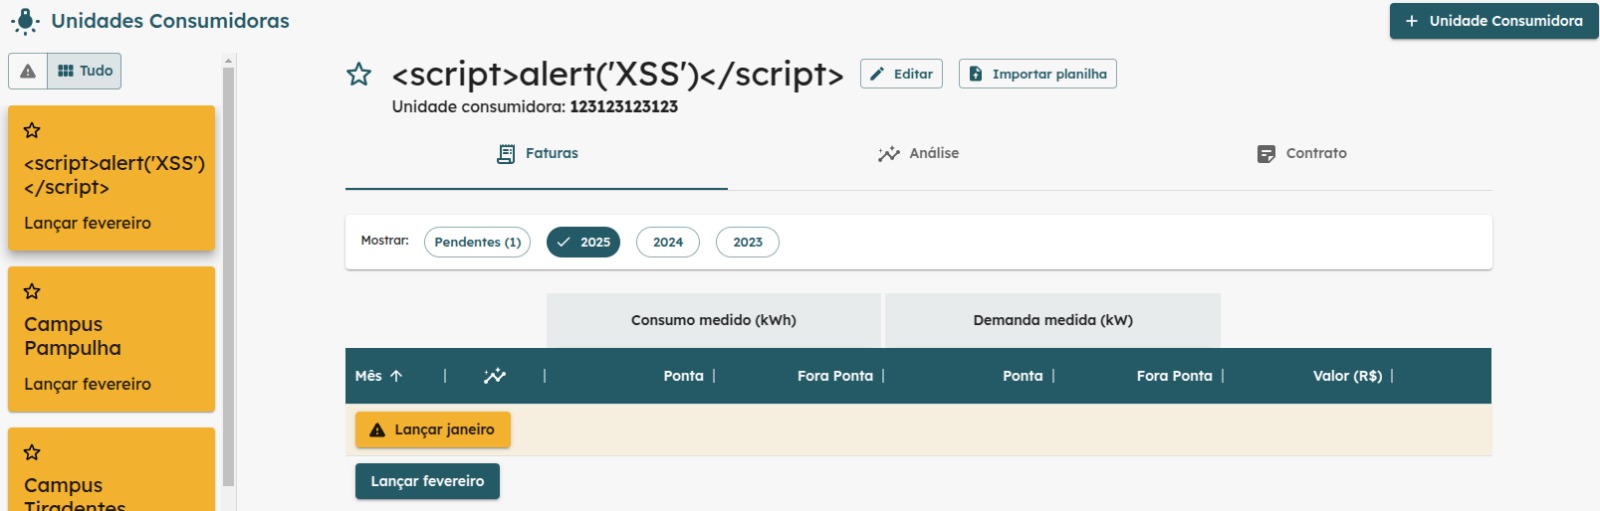 Unidades Consumidoras
+ Unidade Consumidora
Tudo
<script>alert('XSS')
</script>
Lançar fevereiro
Campus
Pampulha
Lançar fevereiro
Campus
Tiradentes
<script>alert('XSS')</script>
Editar
Importar planilha
Unidade consumidora: 123123123123
Faturas
Análise
Contrato
Mostrar:
Pendentes (1)
2025
2024
2023
Consumo medido (kWh)
Demanda medida (kW)
Mês
Ponta
Fora Ponta
Ponta
Fora Ponta
Valor (R$)
Lançar janeiro
Lançar fevereiro